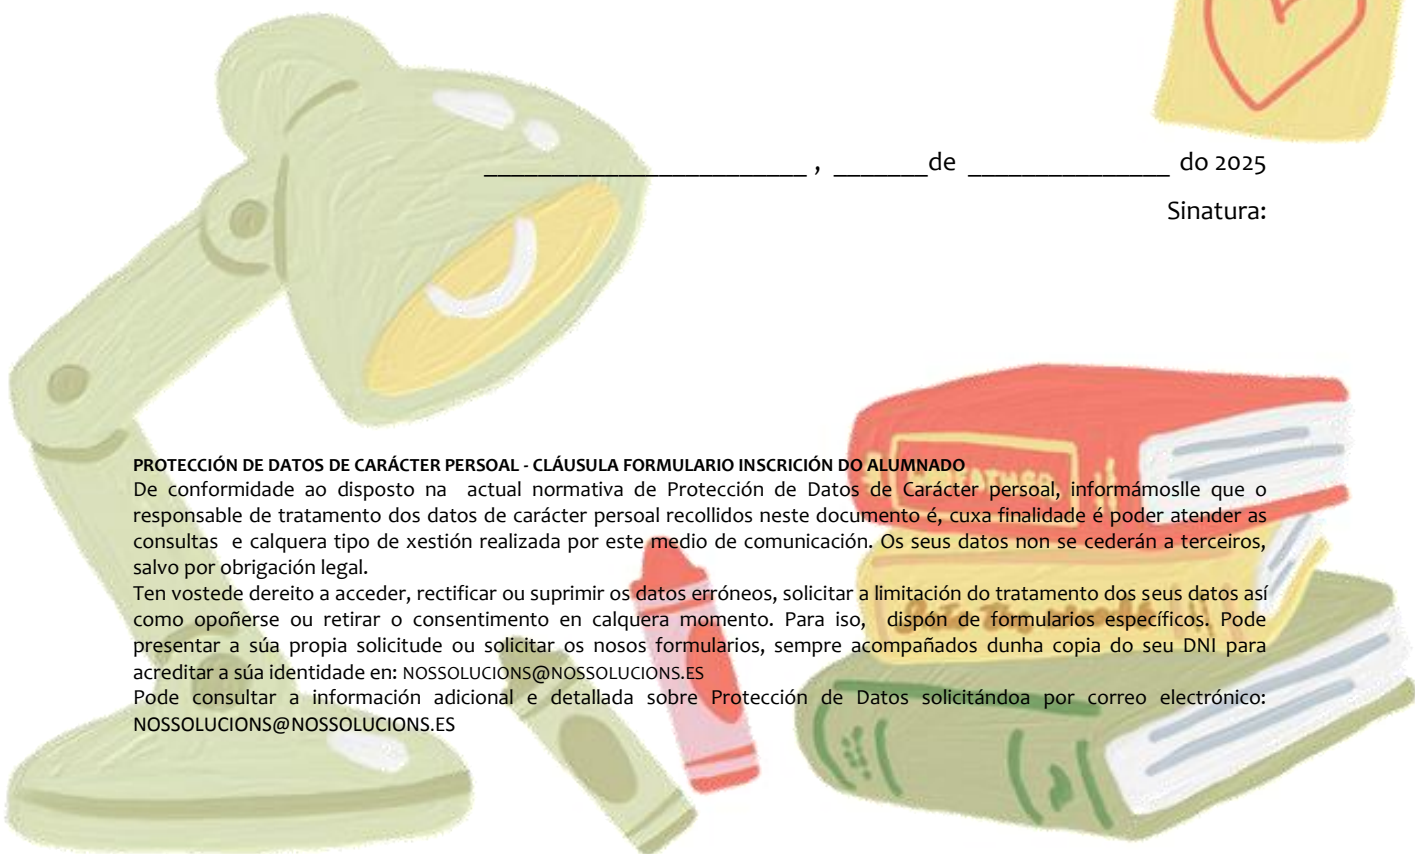 ________________________ , _______de _______________ do 2025
Sinatura:
PROTECCIÓN DE DATOS DE CARÁCTER PERSOAL - CLÁUSULA FORMULARIO INSCRICIÓN DO ALUMNADO
De conformidade ao disposto na actual normativa de Protección de Datos de Carácter persoal, informámoslle que o
responsable de tratamento dos datos de carácter persoal recollidos neste documento é, cuxa finalidade é poder atender as
consultas e calquera tipo de xestión realizada por este medio de comunicación. Os seus datos non se cederán a terceiros,
salvo por obrigación legal.
Ten vostede dereito a acceder, rectificar ou suprimir os datos erróneos, solicitar a limitación do tratamento dos seus datos así
como opoñerse ou retirar o consentimento en calquera momento. Para iso, dispón de formularios específicos. Pode
presentar a súa propia solicitude ou solicitar os nosos formularios, sempre acompañados dunha copia do seu DNI para
acreditar a súa identidade en: NOSSOLUCIONS@NOSSOLUCIONS.ES
Pode consultar a información adicional e detallada sobre Protección de Datos solicitándoa por correo electrónico:
NOSSOLUCIONS@NOSSOLUCIONS.ES